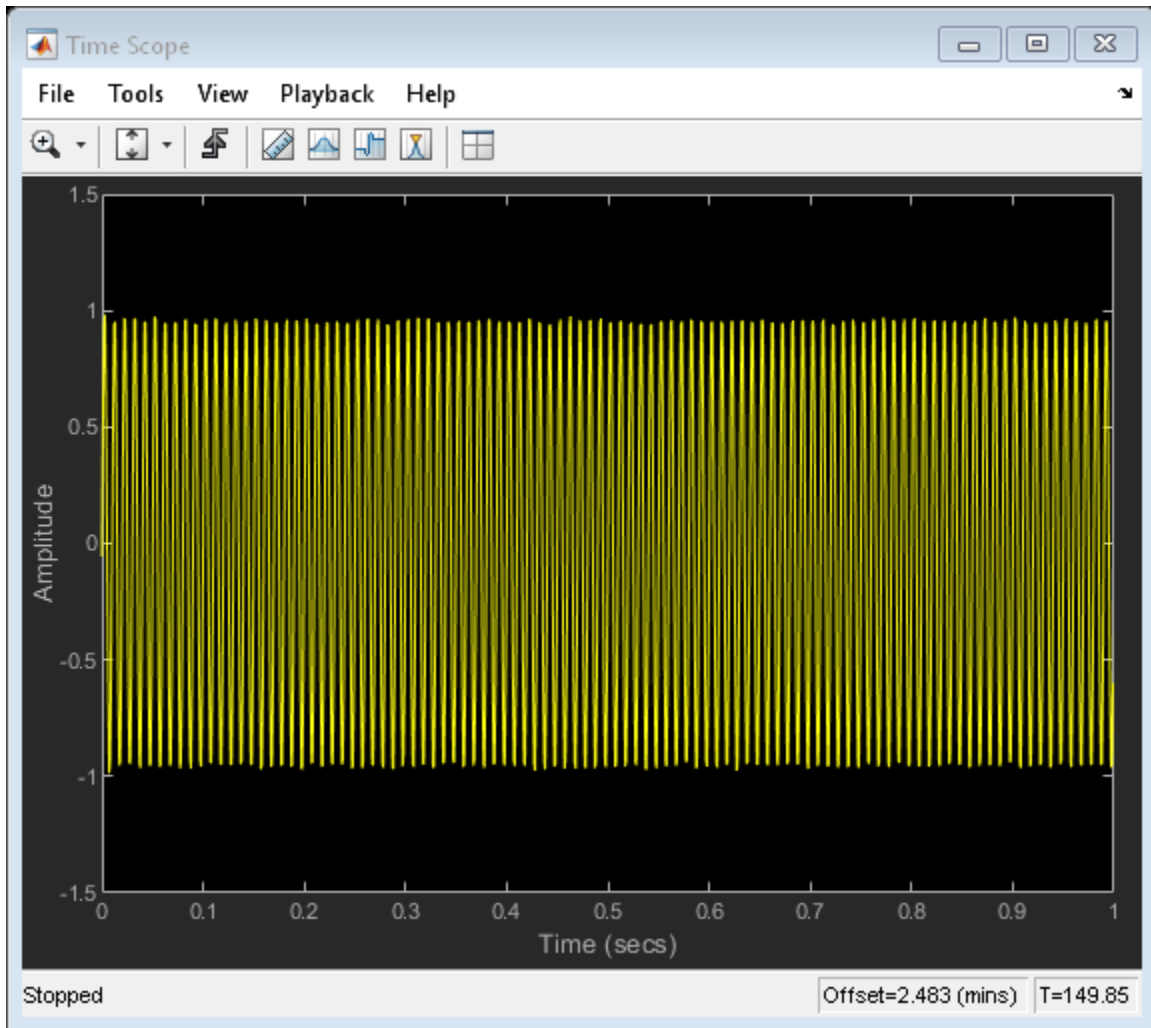 Time Scope
File Tools View Playback Help
1.5
1
0.5
0
-0.5
-1
-1.5
Amplitude
0 0.1 0.2 0.3 0.4 0.5 0.6 0.7 0.8 0.9 1
Time (secs)
Stopped Offset=2.483 (mins) T=149.85